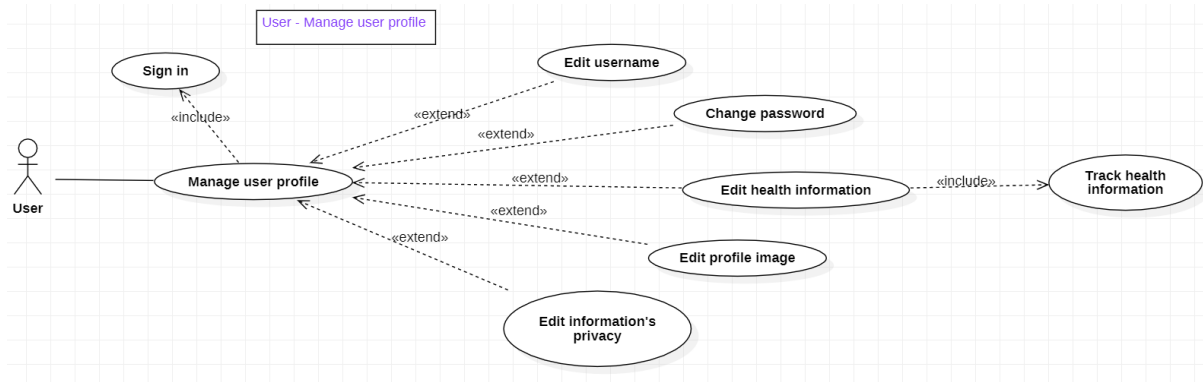 User - Manage user profile
Sign in
Edit username
«include»
«extend»
Change password
«extend»
Manage user profile
«extend»
Edit health information
«include»
Track health
information
User
«extend»
Edit profile image
«extend»
Edit information's
privacy